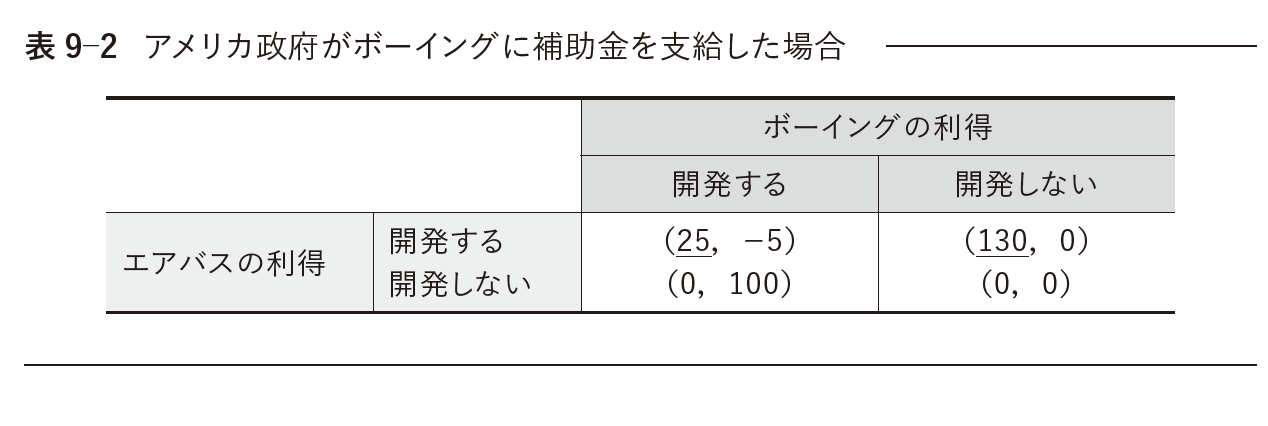 表 9–2 アメリカ政府がボーイングに補助金を支給した場合
ボーイングの利得
開発する 開発しない
エアバスの利得
開発する (25, −5) (130, 0)
開発しない (0, 100) (0, 0)